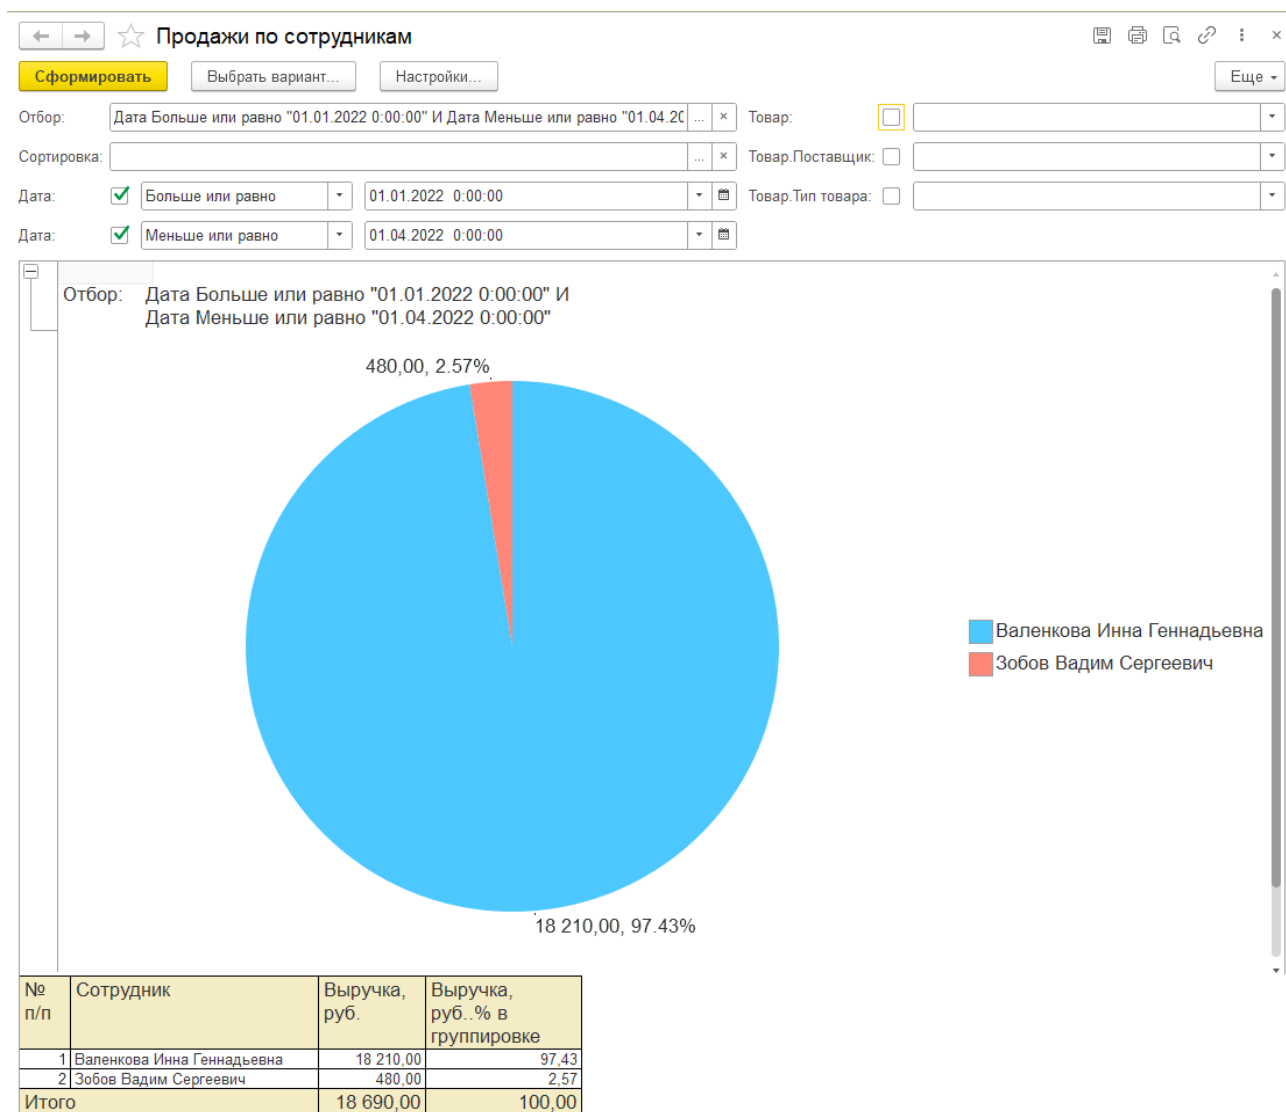 Продажи по сотрудникам
Сформировать Выбрать вариант... Настройки... Еще
Отбор: Дата Больше или равно "01.01.2022 0:00:00" И Дата Меньше или равно "01.04.20 ... × Товар:
Сортировка: ... × Товар.Поставщик:
Дата: Больше или равно 01.01.2022 0:00:00 Товар.Тип товара:
Дата: Меньше или равно 01.04.2022 0:00:00
Отбор: Дата Больше или равно "01.01.2022 0:00:00" И
Дата Меньше или равно "01.04.2022 0:00:00"
480,00, 2.57%
Валенкова Инна Геннадьевна
Зобов Вадим Сергеевич
18 210,00, 97.43%
№ Сотрудник Выручка, Выручка,
п/п руб. руб..% в
группировке
1 Валенкова Инна Геннадьевна 18 210,00 97,43
2 Зобов Вадим Сергеевич 480,00 2,57
Итого 18 690,00 100,00